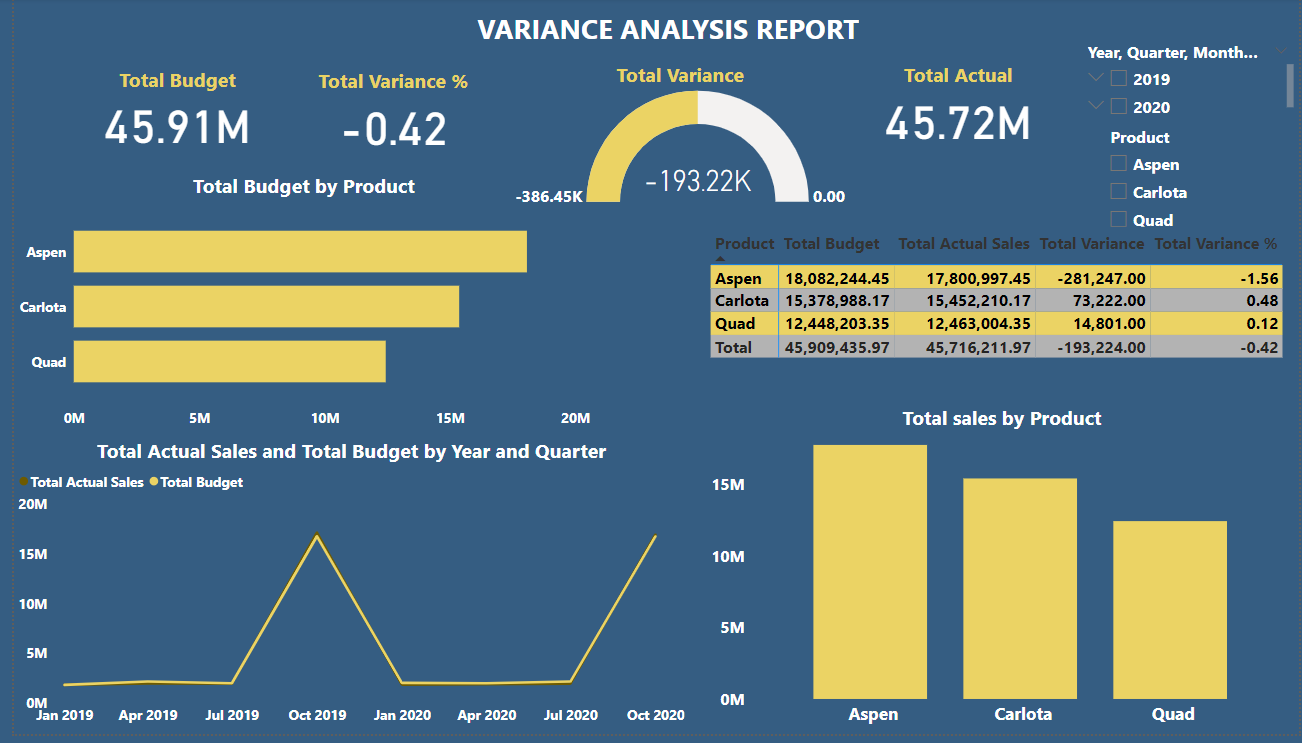 VARIANCE ANALYSIS REPORT
Total Budget
45.91M
Total Variance %
-0.42
Total Variance
-386.45K
-193.22K
0.00
Total Actual
45.72M
Year, Quarter, Month...
2019
2020
Product
Aspen
Carlota
Quad
Total Budget by Product
Aspen
Carlota
Quad
0M 5M 10M 15M 20M
Product Total Budget Total Actual Sales Total Variance Total Variance %
Aspen 18,082,244.45 17,800,997.45 -281,247.00 -1.56
Carlota 15,378,988.17 15,452,210.17 73,222.00 0.48
Quad 12,448,203.35 12,463,004.35 14,801.00 0.12
Total 45,909,435.97 45,716,211.97 -193,224.00 -0.42
Total Actual Sales and Total Budget by Year and Quarter
Total Actual Sales Total Budget
20M
15M
10M
5M
0M
Jan 2019 Apr 2019 Jul 2019 Oct 2019 Jan 2020 Apr 2020 Jul 2020 Oct 2020
Total sales by Product
15M
10M
5M
0M
Aspen Carlota Quad